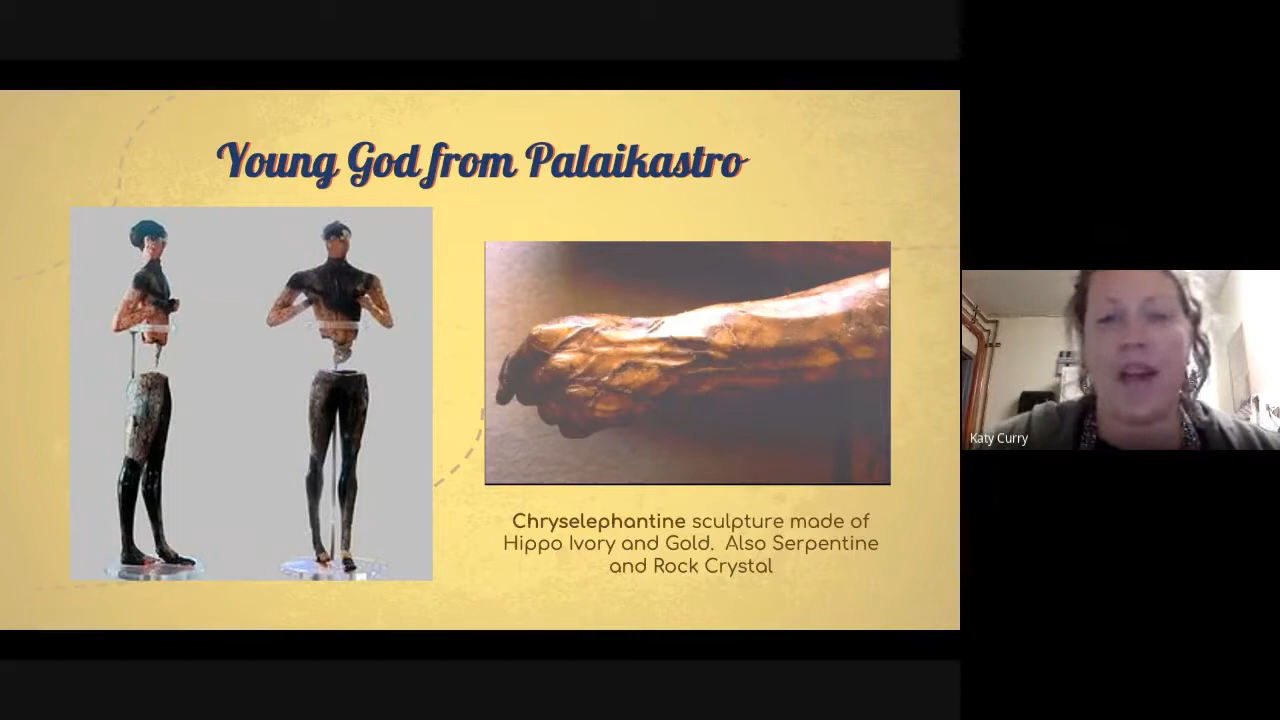 Young God from Palaikastro
Chryselephantine sculpture made of
Hippo Ivory and Gold.  Also Serpentine
and Rock Crystal
Katy Curry